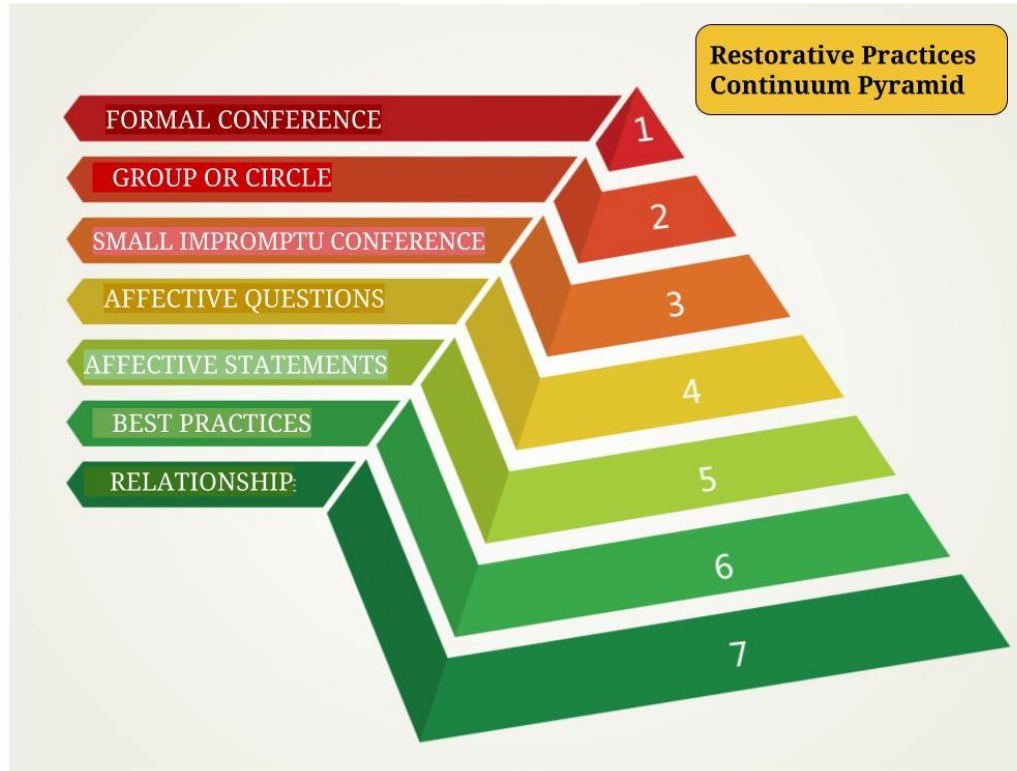 Restorative Practices
Continuum Pyramid
FORMAL CONFERENCE
1
GROUP OR CIRCLE
2
SMALL IMPROMPTU CONFERENCE
3
AFFECTIVE QUESTIONS
4
AFFECTIVE STATEMENTS
5
BEST PRACTICES
6
RELATIONSHIP:
7